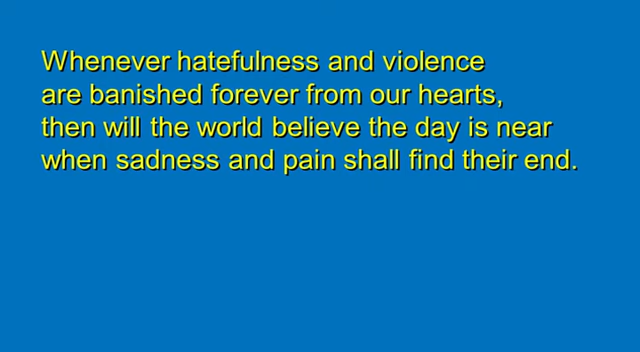 Whenever hatefulness and violence
are banished forever from our hearts,
then will the world believe the day is near
when sadness and pain shall find their end.